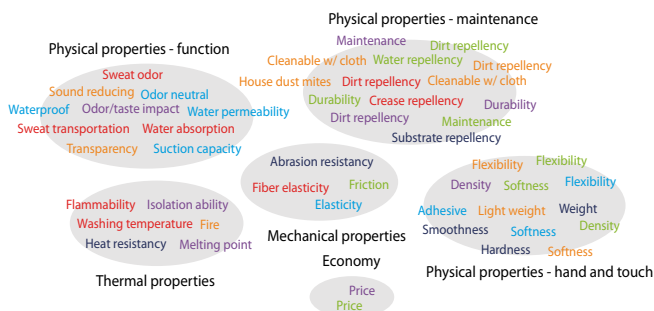 Physical properties - maintenance
Maintenance
Dirt repellency
Cleanable w/ cloth
Water repellency
Dirt repellency
House dust mites
Dirt repellency
Cleanable w/ cloth
Durability
Crease repellency
Durability
Dirt repellency
Maintenance
Substrate repellency
Physical properties - function
Sweat odor
Sound reducing
Odor neutral
Waterproof
Odor/taste impact
Water permeability
Sweat transportation
Water absorption
Transparency
Suction capacity
Abrasion resistancy
Fiber elasticity
Friction
Elasticity
Mechanical properties
Flexibility
Flexibility
Density
Softness
Flexibility
Adhesive
Light weight
Weight
Smoothness
Softness
Density
Hardness
Softness
Physical properties - hand and touch
Flammability
Isolation ability
Washing temperature
Fire
Heat resistancy
Melting point
Thermal properties
Economy
Price
Price